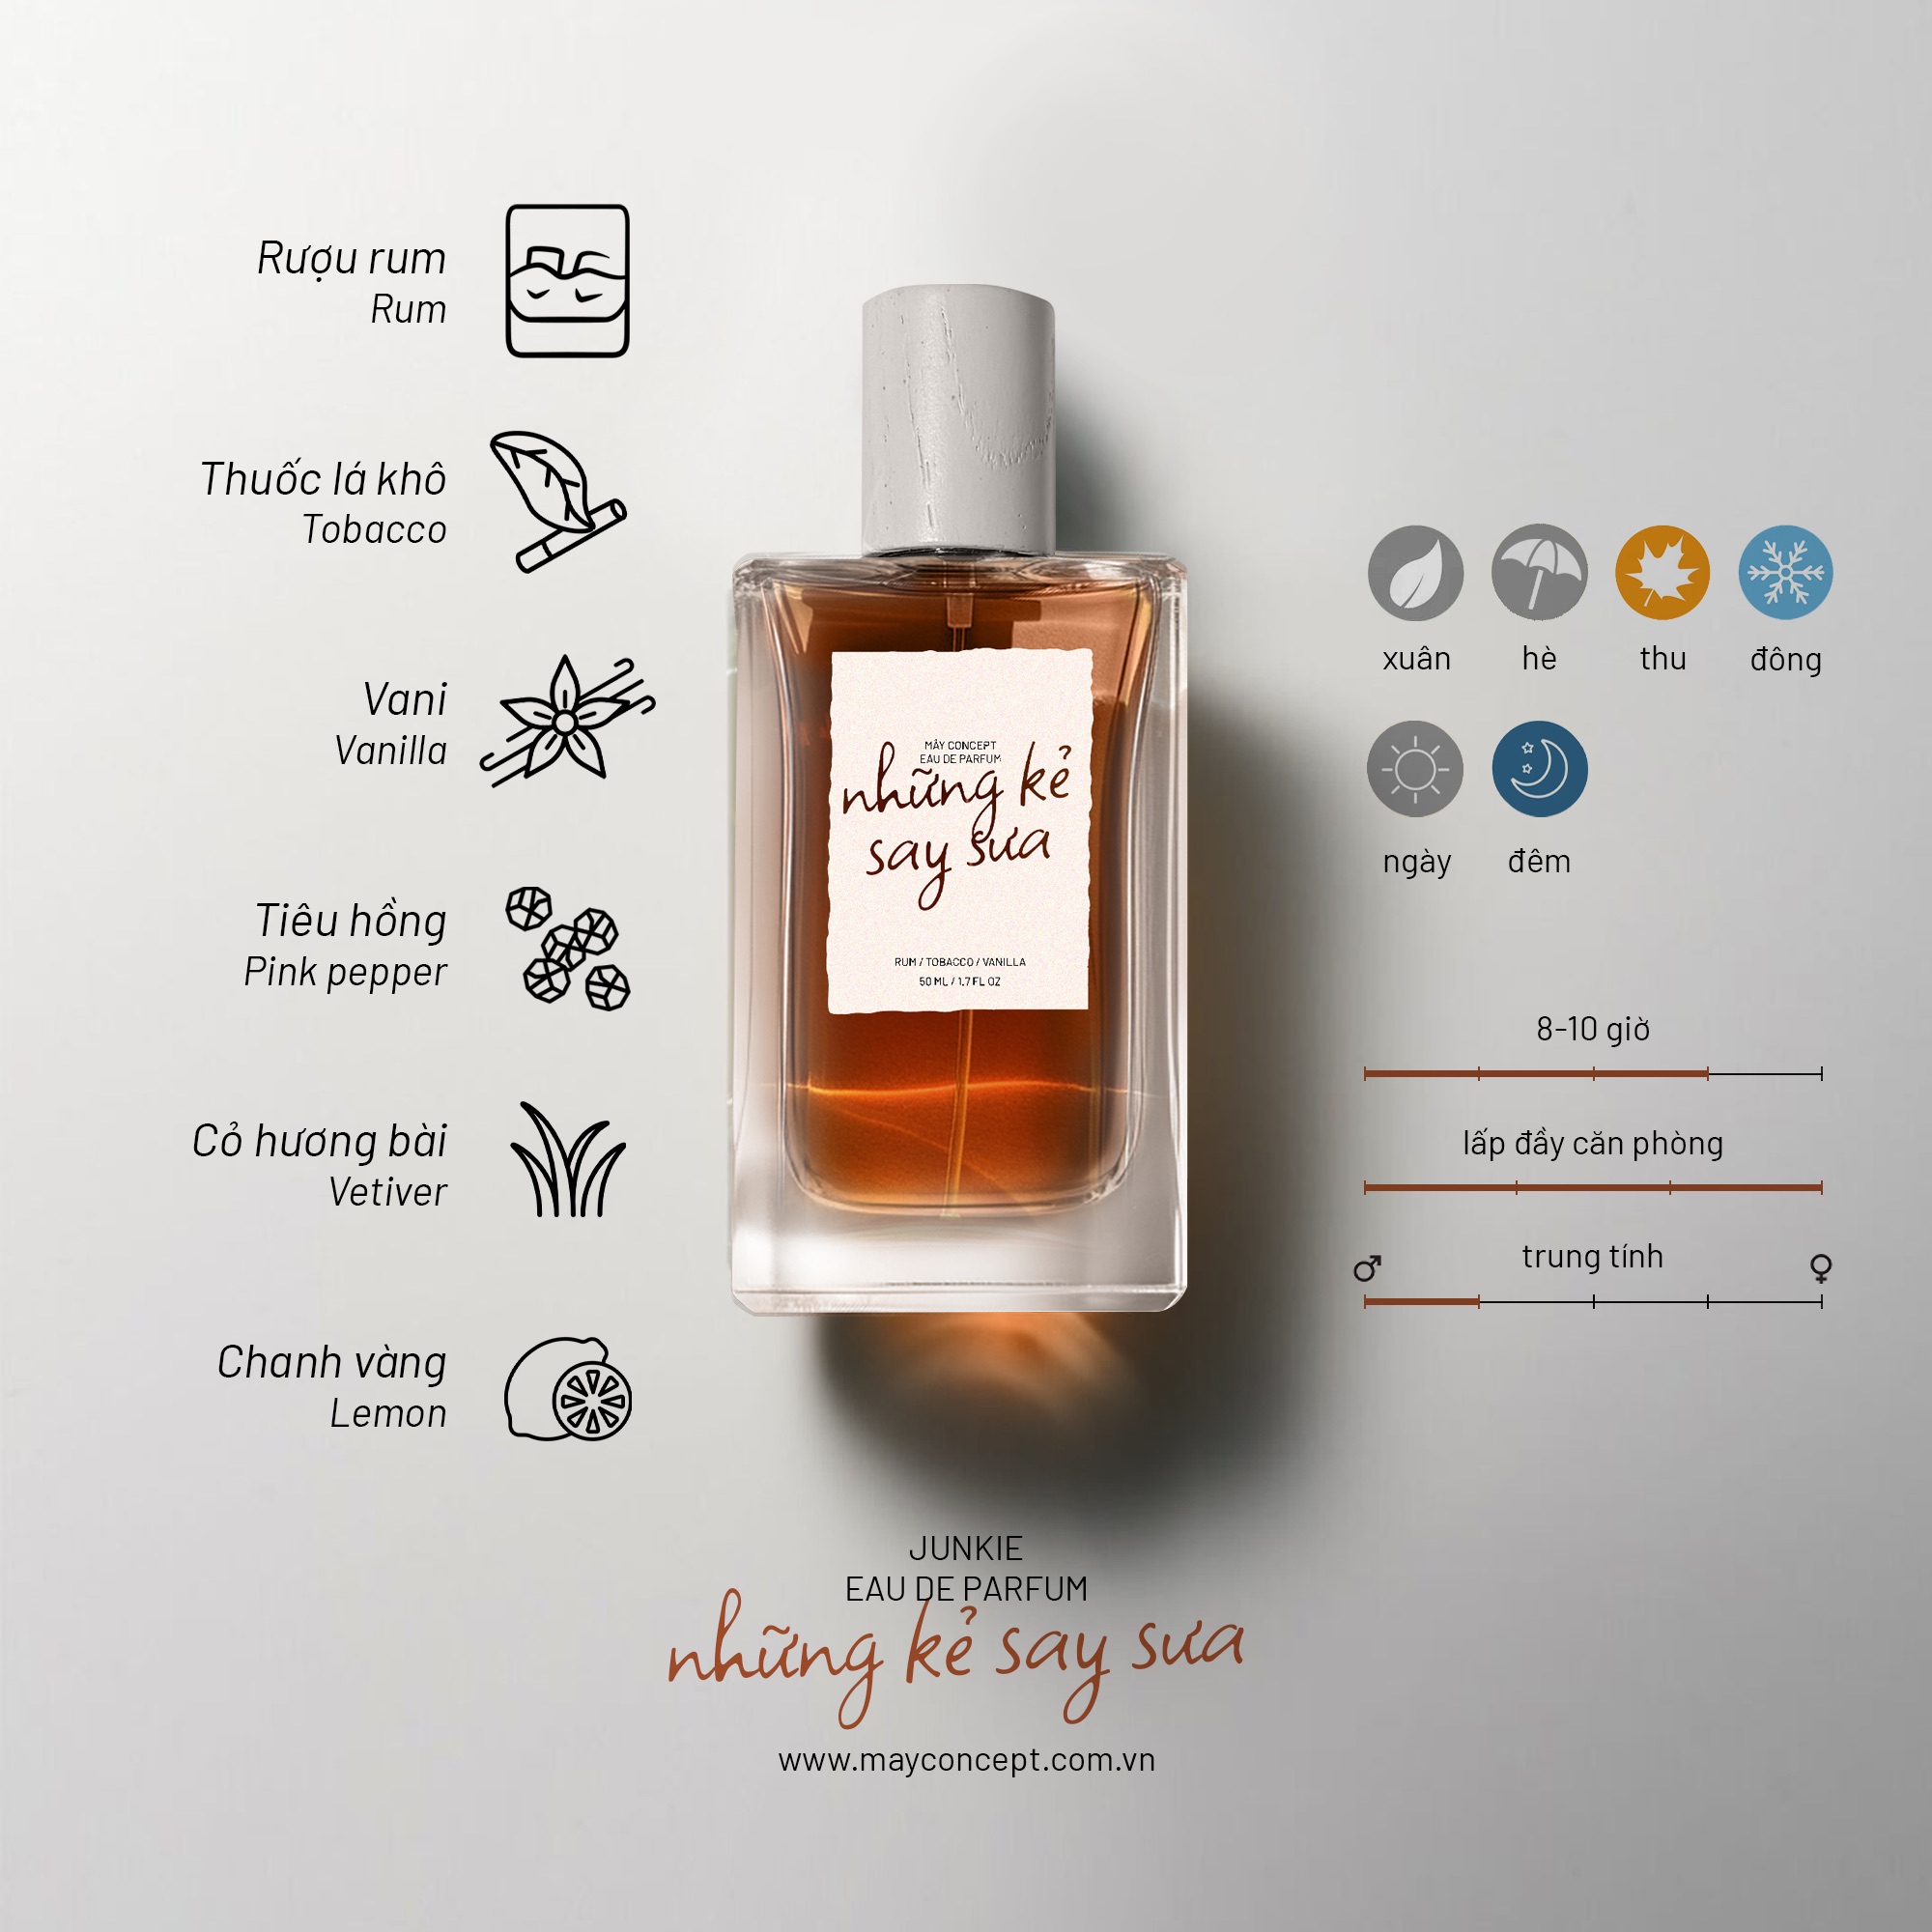 Rượu rum
Rum
Thuốc lá khô
Tobacco
Vani
Vanilla
Tiêu hồng
Pink pepper
Cỏ hương bài
Vetiver
Chanh vàng
Lemon
MÂY CONCEPT
EAU DE PARFUM
những kẻ
say sưa
RUM / TOBACCO / VANILLA
50 ML / 1.7 FL OZ
xuân hè thu đông
ngày đêm
8-10 giờ
lấp đầy căn phòng
♂ trung tính ♀
JUNKIE
EAU DE PARFUM
những kẻ say sưa
www.mayconcept.com.vn